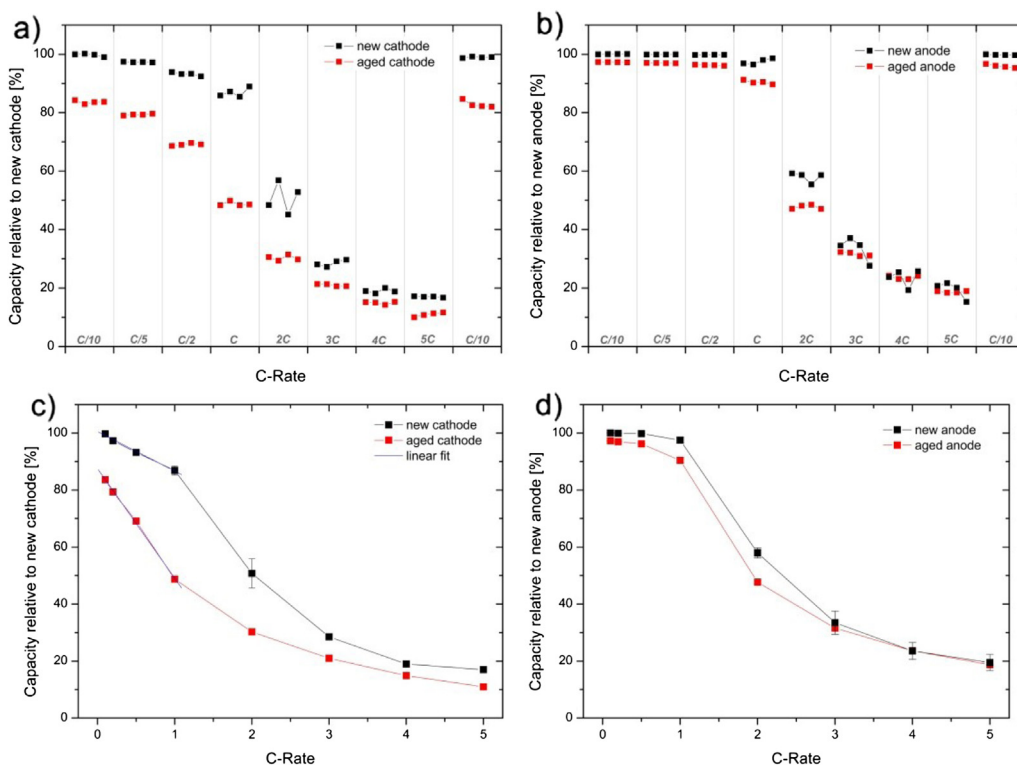 a)
new cathode
aged cathode
Capacity relative to new cathode [%]
100
80
60
40
20
0
C/10 C/5 C/2 C 2C 3C 4C 5C C/10
C-Rate
b)
new anode
aged anode
Capacity relative to new anode [%]
100
80
60
40
20
0
C/10 C/5 C/2 C 2C 3C 4C 5C C/10
C-Rate
c)
new cathode
aged cathode
linear fit
Capacity relative to new cathode [%]
100
80
60
40
20
0
0 1 2 3 4 5
C-Rate
d)
new anode
aged anode
Capacity relative to new anode [%]
100
80
60
40
20
0
0 1 2 3 4 5
C-Rate